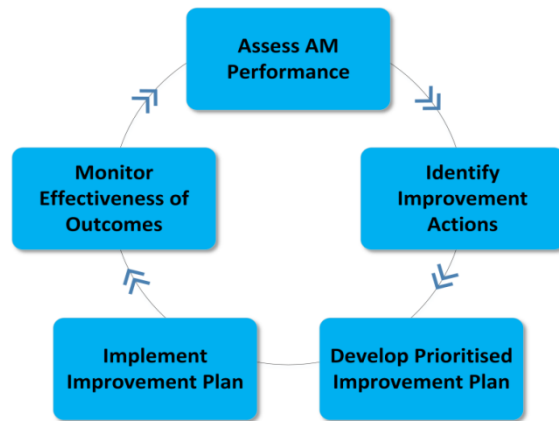 Assess AM
Performance
Identify
Improvement
Actions
Develop Prioritised
Improvement Plan
Implement
Improvement Plan
Monitor
Effectiveness of
Outcomes